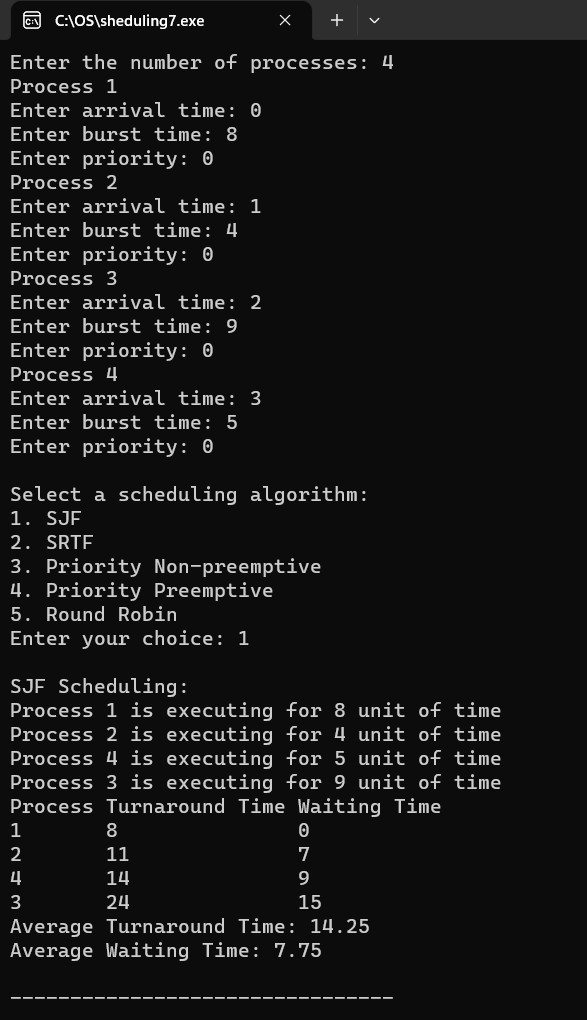 C:\OS\sheduling7.exe
Enter the number of processes: 4
Process 1
Enter arrival time: 0
Enter burst time: 8
Enter priority: 0
Process 2
Enter arrival time: 1
Enter burst time: 4
Enter priority: 0
Process 3
Enter arrival time: 2
Enter burst time: 9
Enter priority: 0
Process 4
Enter arrival time: 3
Enter burst time: 5
Enter priority: 0
Select a scheduling algorithm:
1. SJF
2. SRTF
3. Priority Non-preemptive
4. Priority Preemptive
5. Round Robin
Enter your choice: 1
SJF Scheduling:
Process 1 is executing for 8 unit of time
Process 2 is executing for 4 unit of time
Process 4 is executing for 5 unit of time
Process 3 is executing for 9 unit of time
Process Turnaround Time Waiting Time
1 8 0
2 11 7
4 14 9
3 24 15
Average Turnaround Time: 14.25
Average Waiting Time: 7.75
--------------------------------